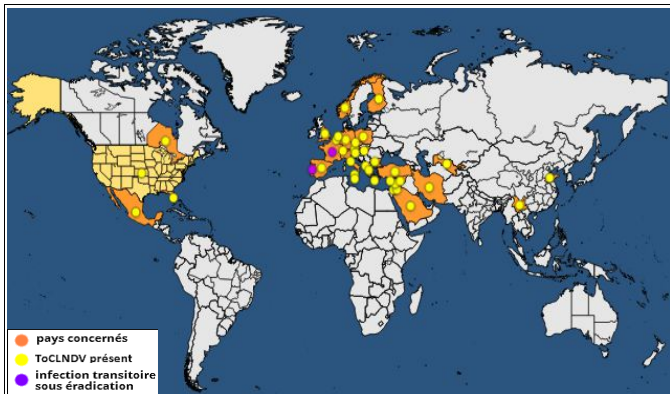 pays concernés
ToCLNDV présent
infection transitoire
sous éradication